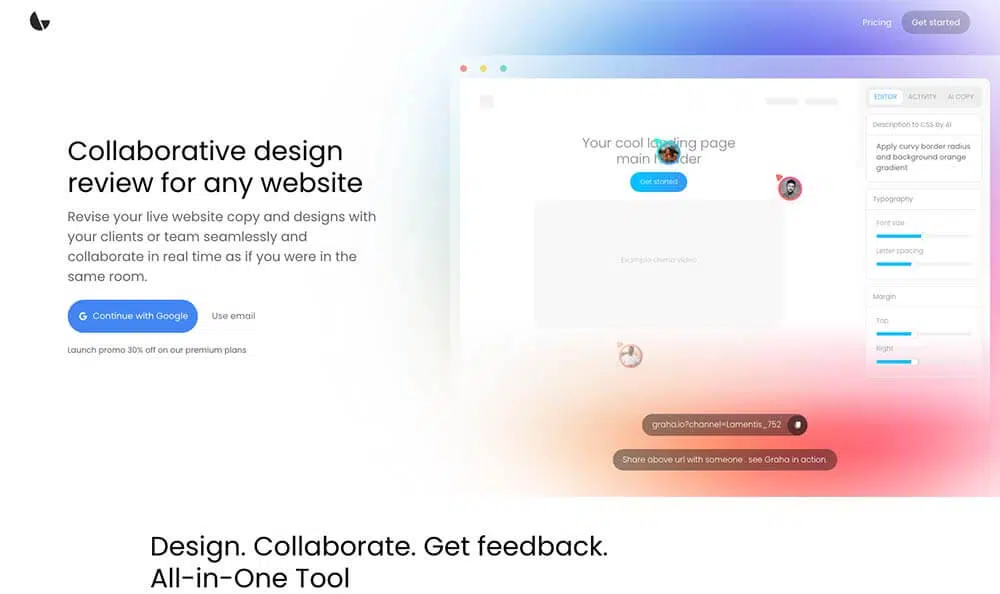 Pricing
Get started
Collaborative design
review for any website
Revise your live website copy and designs with
your clients or team seamlessly and
collaborate in real time as if you were in the
same room.
G Continue with Google
Use email
Launch promo 30% off on our premium plans
Your cool landing page
main header
Get started
Example demo video
EDITOR
ACTIVITY
AI COPY
Description to CSS by AI
Apply curvy border radius
and background orange
gradient
Typography
Font size
Letter spacing
Margin
Top
Right
graha.io?channel=Lamentis_752
Share above url with someone . see Graha in action.
Design. Collaborate. Get feedback.
All-in-One Tool